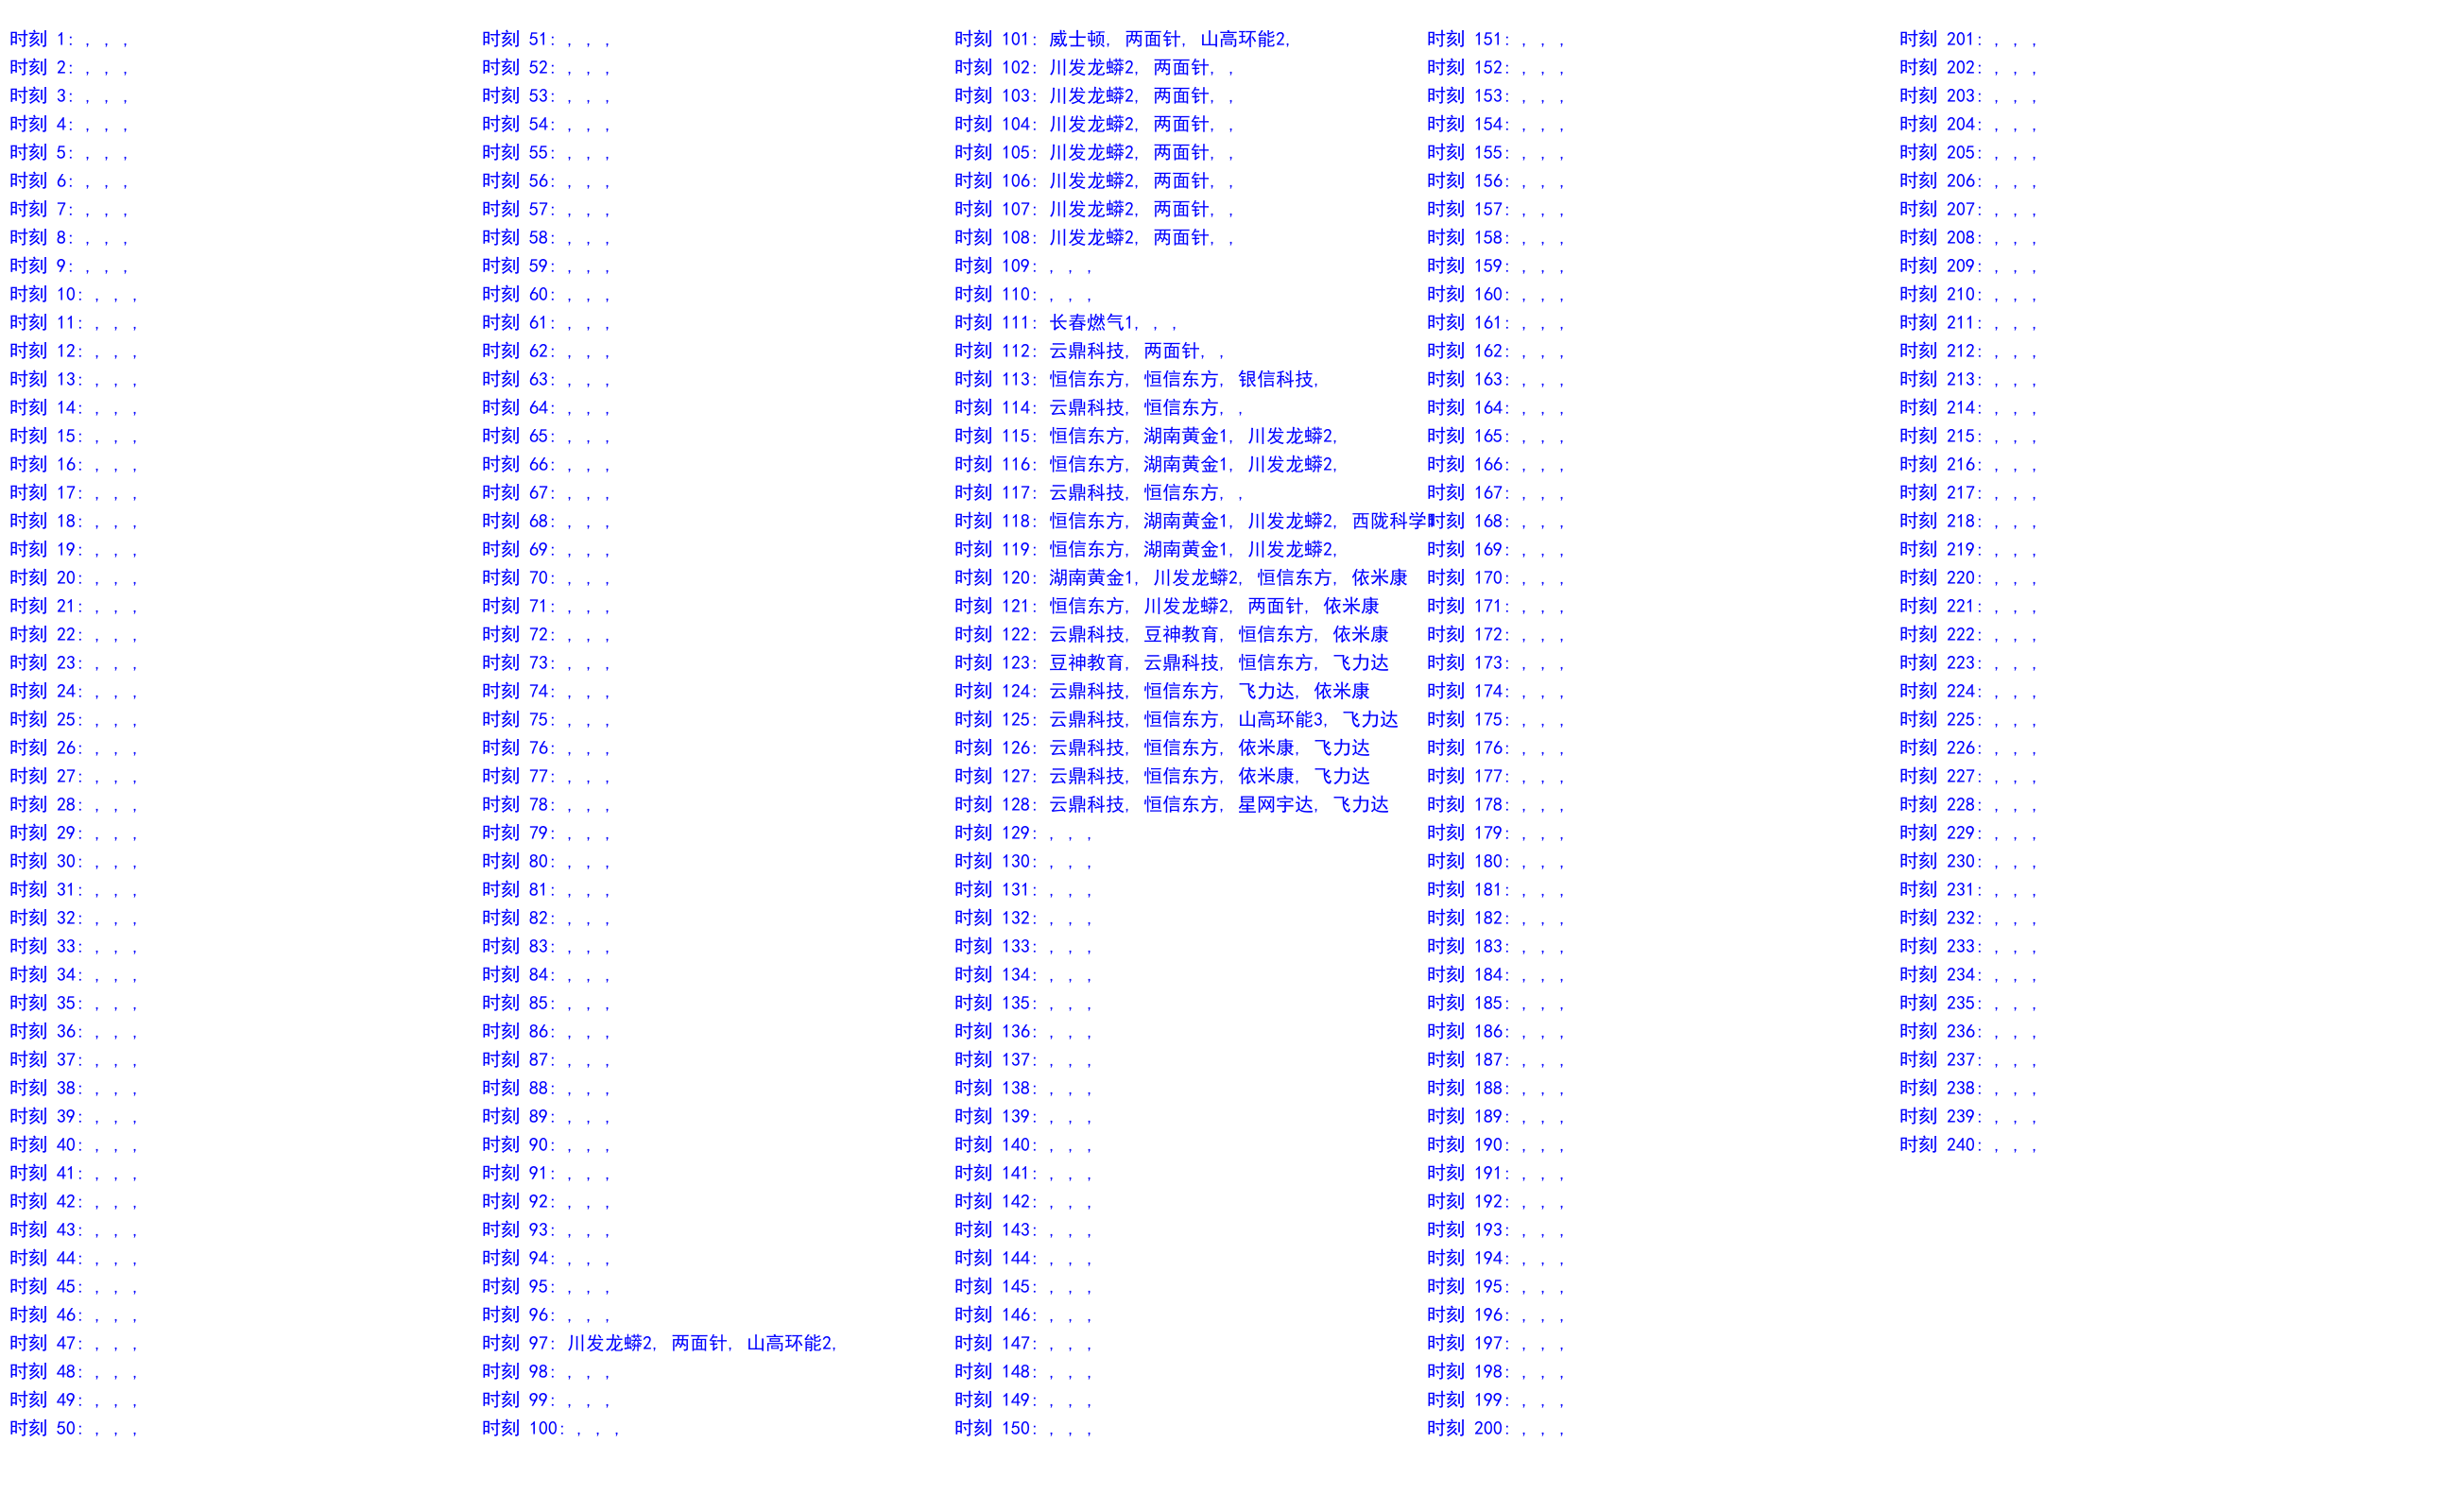 时刻 1: , , ,
时刻 2: , , ,
时刻 3: , , ,
时刻 4: , , ,
时刻 5: , , ,
时刻 6: , , ,
时刻 7: , , ,
时刻 8: , , ,
时刻 9: , , ,
时刻 10: , , ,
时刻 11: , , ,
时刻 12: , , ,
时刻 13: , , ,
时刻 14: , , ,
时刻 15: , , ,
时刻 16: , , ,
时刻 17: , , ,
时刻 18: , , ,
时刻 19: , , ,
时刻 20: , , ,
时刻 21: , , ,
时刻 22: , , ,
时刻 23: , , ,
时刻 24: , , ,
时刻 25: , , ,
时刻 26: , , ,
时刻 27: , , ,
时刻 28: , , ,
时刻 29: , , ,
时刻 30: , , ,
时刻 31: , , ,
时刻 32: , , ,
时刻 33: , , ,
时刻 34: , , ,
时刻 35: , , ,
时刻 36: , , ,
时刻 37: , , ,
时刻 38: , , ,
时刻 39: , , ,
时刻 40: , , ,
时刻 41: , , ,
时刻 42: , , ,
时刻 43: , , ,
时刻 44: , , ,
时刻 45: , , ,
时刻 46: , , ,
时刻 47: , , ,
时刻 48: , , ,
时刻 49: , , ,
时刻 50: , , ,
时刻 51: , , ,
时刻 52: , , ,
时刻 53: , , ,
时刻 54: , , ,
时刻 55: , , ,
时刻 56: , , ,
时刻 57: , , ,
时刻 58: , , ,
时刻 59: , , ,
时刻 60: , , ,
时刻 61: , , ,
时刻 62: , , ,
时刻 63: , , ,
时刻 64: , , ,
时刻 65: , , ,
时刻 66: , , ,
时刻 67: , , ,
时刻 68: , , ,
时刻 69: , , ,
时刻 70: , , ,
时刻 71: , , ,
时刻 72: , , ,
时刻 73: , , ,
时刻 74: , , ,
时刻 75: , , ,
时刻 76: , , ,
时刻 77: , , ,
时刻 78: , , ,
时刻 79: , , ,
时刻 80: , , ,
时刻 81: , , ,
时刻 82: , , ,
时刻 83: , , ,
时刻 84: , , ,
时刻 85: , , ,
时刻 86: , , ,
时刻 87: , , ,
时刻 88: , , ,
时刻 89: , , ,
时刻 90: , , ,
时刻 91: , , ,
时刻 92: , , ,
时刻 93: , , ,
时刻 94: , , ,
时刻 95: , , ,
时刻 96: , , ,
时刻 97: 川发龙蟒2, 两面针, 山高环能2,
时刻 98: , , ,
时刻 99: , , ,
时刻 100: , , ,
时刻 101: 威士顿, 两面针, 山高环能2,
时刻 102: 川发龙蟒2, 两面针, ,
时刻 103: 川发龙蟒2, 两面针, ,
时刻 104: 川发龙蟒2, 两面针, ,
时刻 105: 川发龙蟒2, 两面针, ,
时刻 106: 川发龙蟒2, 两面针, ,
时刻 107: 川发龙蟒2, 两面针, ,
时刻 108: 川发龙蟒2, 两面针, ,
时刻 109: , , ,
时刻 110: , , ,
时刻 111: 长春燃气1, , ,
时刻 112: 云鼎科技, 两面针, ,
时刻 113: 恒信东方, 恒信东方, 银信科技,
时刻 114: 云鼎科技, 恒信东方, ,
时刻 115: 恒信东方, 湖南黄金1, 川发龙蟒2,
时刻 116: 恒信东方, 湖南黄金1, 川发龙蟒2,
时刻 117: 云鼎科技, 恒信东方, ,
时刻 118: 恒信东方, 湖南黄金1, 川发龙蟒2, 西陇科学
时刻 119: 恒信东方, 湖南黄金1, 川发龙蟒2,
时刻 120: 湖南黄金1, 川发龙蟒2, 恒信东方, 依米康
时刻 121: 恒信东方, 川发龙蟒2, 两面针, 依米康
时刻 122: 云鼎科技, 豆神教育, 恒信东方, 依米康
时刻 123: 豆神教育, 云鼎科技, 恒信东方, 飞力达
时刻 124: 云鼎科技, 恒信东方, 飞力达, 依米康
时刻 125: 云鼎科技, 恒信东方, 山高环能3, 飞力达
时刻 126: 云鼎科技, 恒信东方, 依米康, 飞力达
时刻 127: 云鼎科技, 恒信东方, 依米康, 飞力达
时刻 128: 云鼎科技, 恒信东方, 星网宇达, 飞力达
时刻 129: , , ,
时刻 130: , , ,
时刻 131: , , ,
时刻 132: , , ,
时刻 133: , , ,
时刻 134: , , ,
时刻 135: , , ,
时刻 136: , , ,
时刻 137: , , ,
时刻 138: , , ,
时刻 139: , , ,
时刻 140: , , ,
时刻 141: , , ,
时刻 142: , , ,
时刻 143: , , ,
时刻 144: , , ,
时刻 145: , , ,
时刻 146: , , ,
时刻 147: , , ,
时刻 148: , , ,
时刻 149: , , ,
时刻 150: , , ,
时刻 151: , , ,
时刻 152: , , ,
时刻 153: , , ,
时刻 154: , , ,
时刻 155: , , ,
时刻 156: , , ,
时刻 157: , , ,
时刻 158: , , ,
时刻 159: , , ,
时刻 160: , , ,
时刻 161: , , ,
时刻 162: , , ,
时刻 163: , , ,
时刻 164: , , ,
时刻 165: , , ,
时刻 166: , , ,
时刻 167: , , ,
时刻 168: , , ,
时刻 169: , , ,
时刻 170: , , ,
时刻 171: , , ,
时刻 172: , , ,
时刻 173: , , ,
时刻 174: , , ,
时刻 175: , , ,
时刻 176: , , ,
时刻 177: , , ,
时刻 178: , , ,
时刻 179: , , ,
时刻 180: , , ,
时刻 181: , , ,
时刻 182: , , ,
时刻 183: , , ,
时刻 184: , , ,
时刻 185: , , ,
时刻 186: , , ,
时刻 187: , , ,
时刻 188: , , ,
时刻 189: , , ,
时刻 190: , , ,
时刻 191: , , ,
时刻 192: , , ,
时刻 193: , , ,
时刻 194: , , ,
时刻 195: , , ,
时刻 196: , , ,
时刻 197: , , ,
时刻 198: , , ,
时刻 199: , , ,
时刻 200: , , ,
时刻 201: , , ,
时刻 202: , , ,
时刻 203: , , ,
时刻 204: , , ,
时刻 205: , , ,
时刻 206: , , ,
时刻 207: , , ,
时刻 208: , , ,
时刻 209: , , ,
时刻 210: , , ,
时刻 211: , , ,
时刻 212: , , ,
时刻 213: , , ,
时刻 214: , , ,
时刻 215: , , ,
时刻 216: , , ,
时刻 217: , , ,
时刻 218: , , ,
时刻 219: , , ,
时刻 220: , , ,
时刻 221: , , ,
时刻 222: , , ,
时刻 223: , , ,
时刻 224: , , ,
时刻 225: , , ,
时刻 226: , , ,
时刻 227: , , ,
时刻 228: , , ,
时刻 229: , , ,
时刻 230: , , ,
时刻 231: , , ,
时刻 232: , , ,
时刻 233: , , ,
时刻 234: , , ,
时刻 235: , , ,
时刻 236: , , ,
时刻 237: , , ,
时刻 238: , , ,
时刻 239: , , ,
时刻 240: , , ,